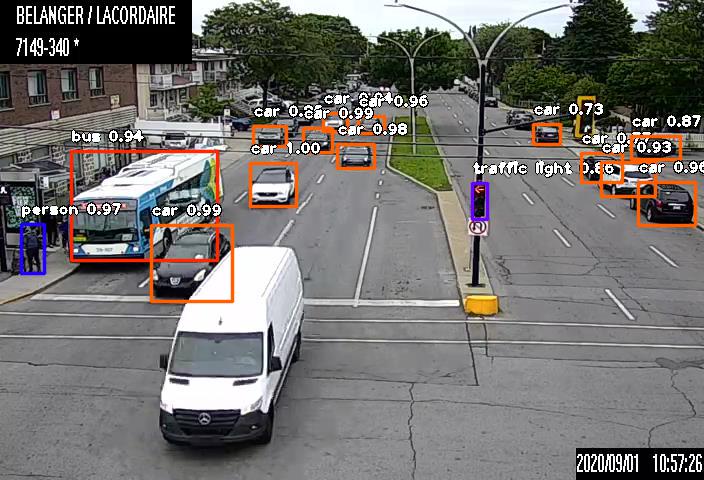 BELANGER / LACORDAIRE
7149-340 *
car 0.96
car 0.99
car 0.98
car 0.73
car 0.87
car 0.93
bus 0.94
car 1.00
traffic light 0.86
car 0.96
person 0.97
car 0.99
2020/09/01 10:57:26